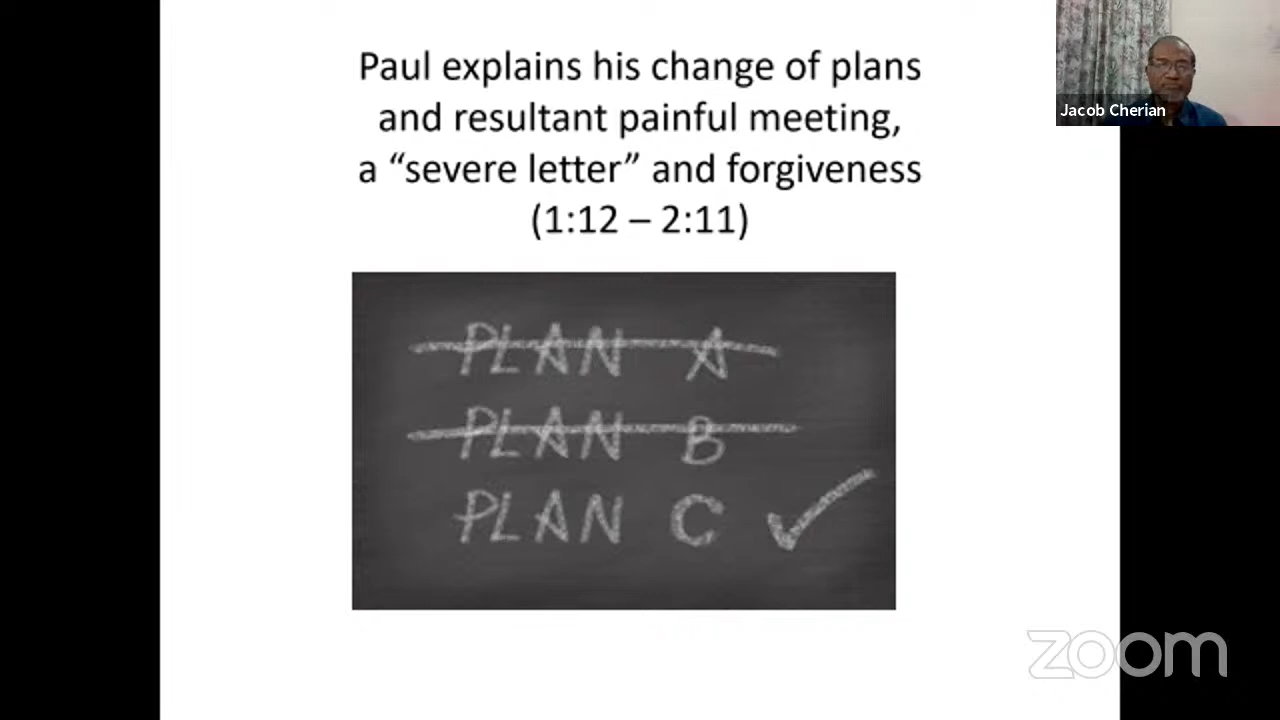 Paul explains his change of plans
and resultant painful meeting,
a “severe letter” and forgiveness
(1:12 – 2:11)
PLAN A
PLAN B
PLAN C
Jacob Cherian
zoom